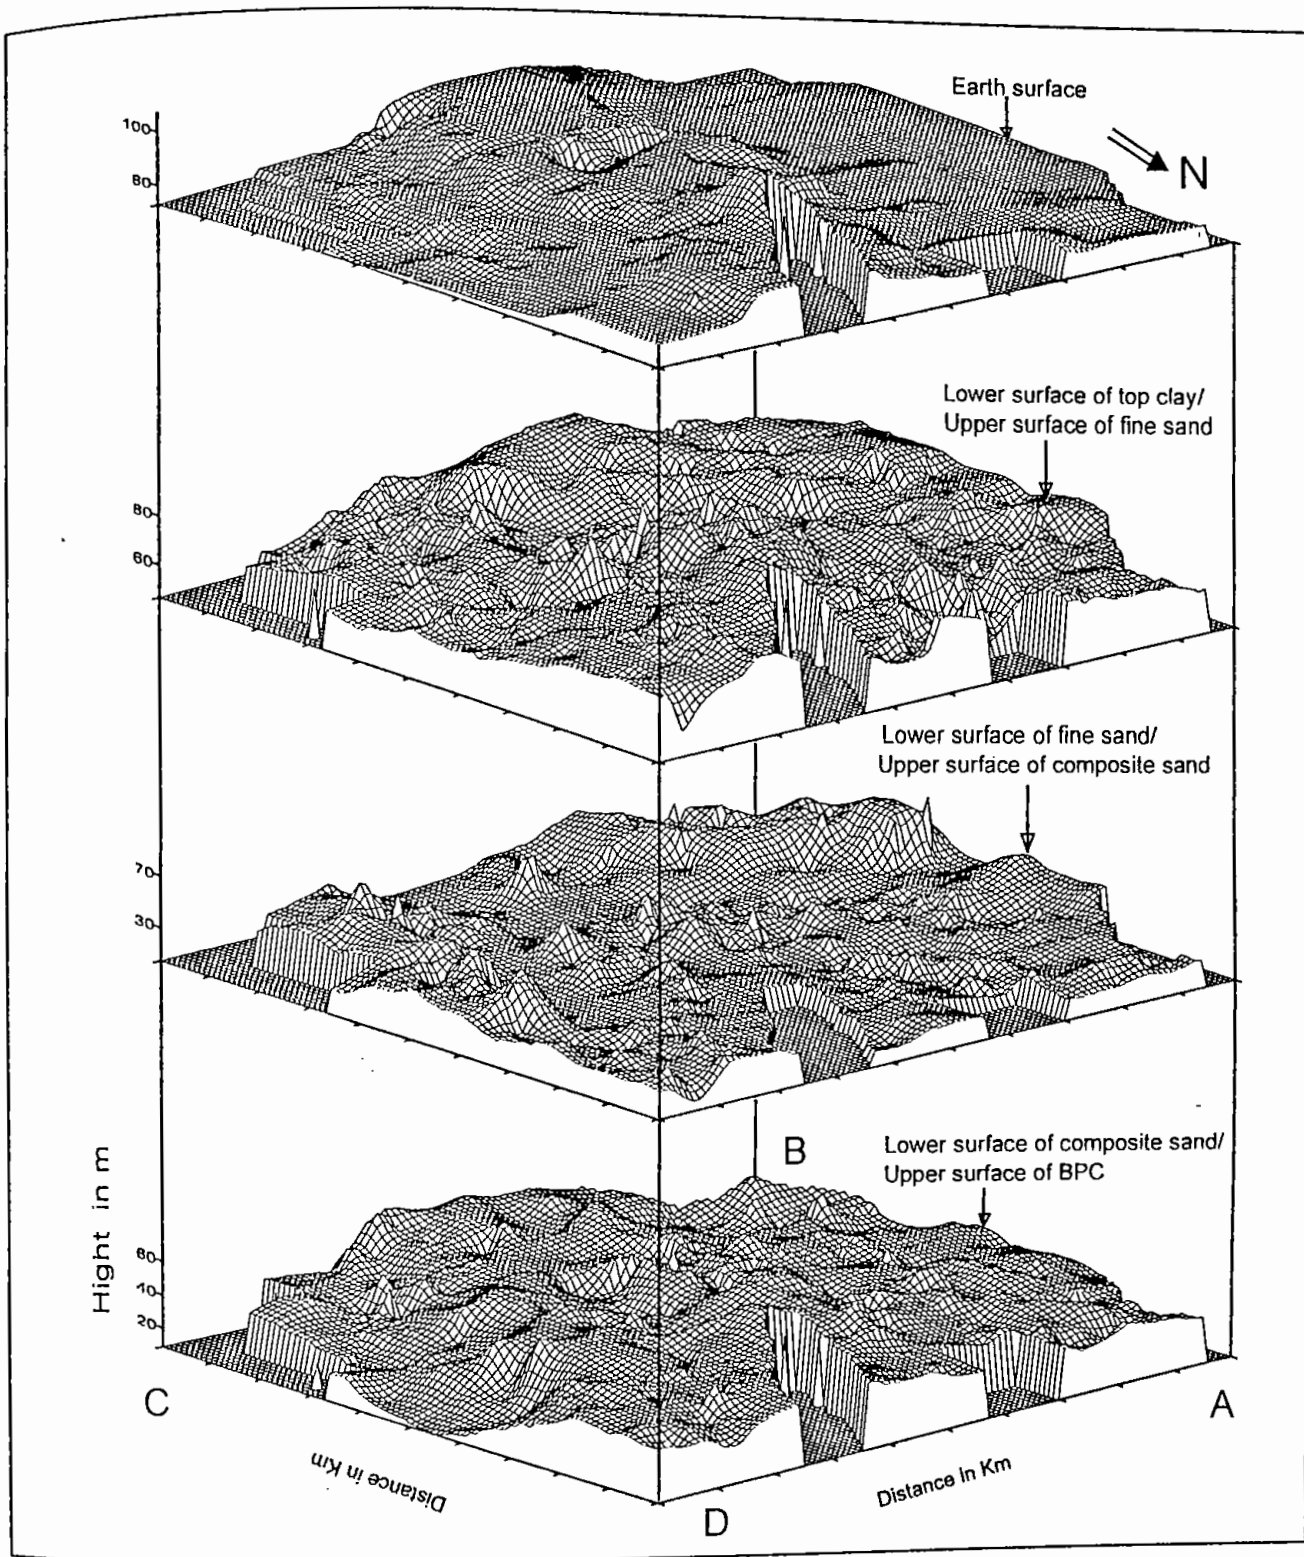 Earth surface
100
80
N
Lower surface of top clay/
Upper surface of fine sand
80
60
Lower surface of fine sand/
Upper surface of composite sand
70
30
B
Lower surface of composite sand/
Upper surface of BPC
Hight in m
60
40
20
C
A
Distance in Km
Distance in Km
D